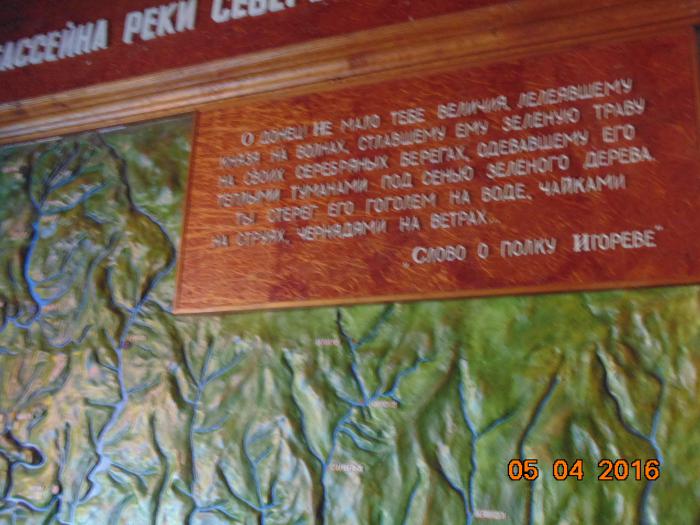 БАССЕЙНА РЕКИ СЕВЕР
О ДОНЕЦ! НЕ МАЛО ТЕБЕ ВЕЛИЧИЯ, ЛЕЛЕЯВШЕМУ
КНЯЗЯ НА ВОЛНАХ, СТЛАВШЕМУ ЕМУ ЗЕЛЁНУЮ ТРАВУ
НА СВОИХ СЕРЕБРЯНЫХ БЕРЕГАХ, ОДЕВАВШЕМУ ЕГО
ТЕПЛЫМИ ТУМАНАМИ ПОД СЕНЬЮ ЗЕЛЕНОГО ДЕРЕВА.
ТЫ СТЕРЕГ ЕГО ГОГОЛЕМ НА ВОДЕ, ЧАЙКАМИ
НА СТРУЯХ, ЧЕРНЯДЯМИ НА ВЕТРАХ...
„СЛОВО О ПОЛКУ ИГОРЕВЕ"
05 04 2016